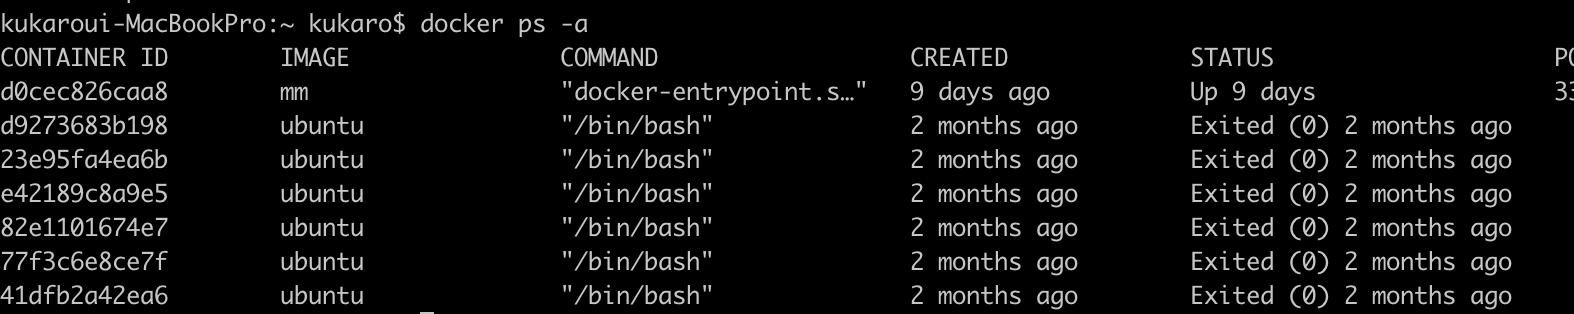 kukaroui-MacBookPro:~ kukaro$ docker ps -a
CONTAINER ID        IMAGE               COMMAND                  CREATED             STATUS                    PO
d0cec826caa8        mm                  "docker-entrypoint.s…"   9 days ago          Up 9 days                 33
d9273683b198        ubuntu              "/bin/bash"              2 months ago        Exited (0) 2 months ago
23e95fa4ea6b        ubuntu              "/bin/bash"              2 months ago        Exited (0) 2 months ago
e42189c8a9e5        ubuntu              "/bin/bash"              2 months ago        Exited (0) 2 months ago
82e1101674e7        ubuntu              "/bin/bash"              2 months ago        Exited (0) 2 months ago
77f3c6e8ce7f        ubuntu              "/bin/bash"              2 months ago        Exited (0) 2 months ago
41dfb2a42ea6        ubuntu              "/bin/bash"              2 months ago        Exited (0) 2 months ago